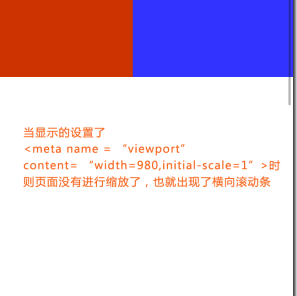 当显示的设置了
<meta name = “viewport”
content= “width=980,initial-scale=1”>时
则页面没有进行缩放了，也就出现了横向滚动条